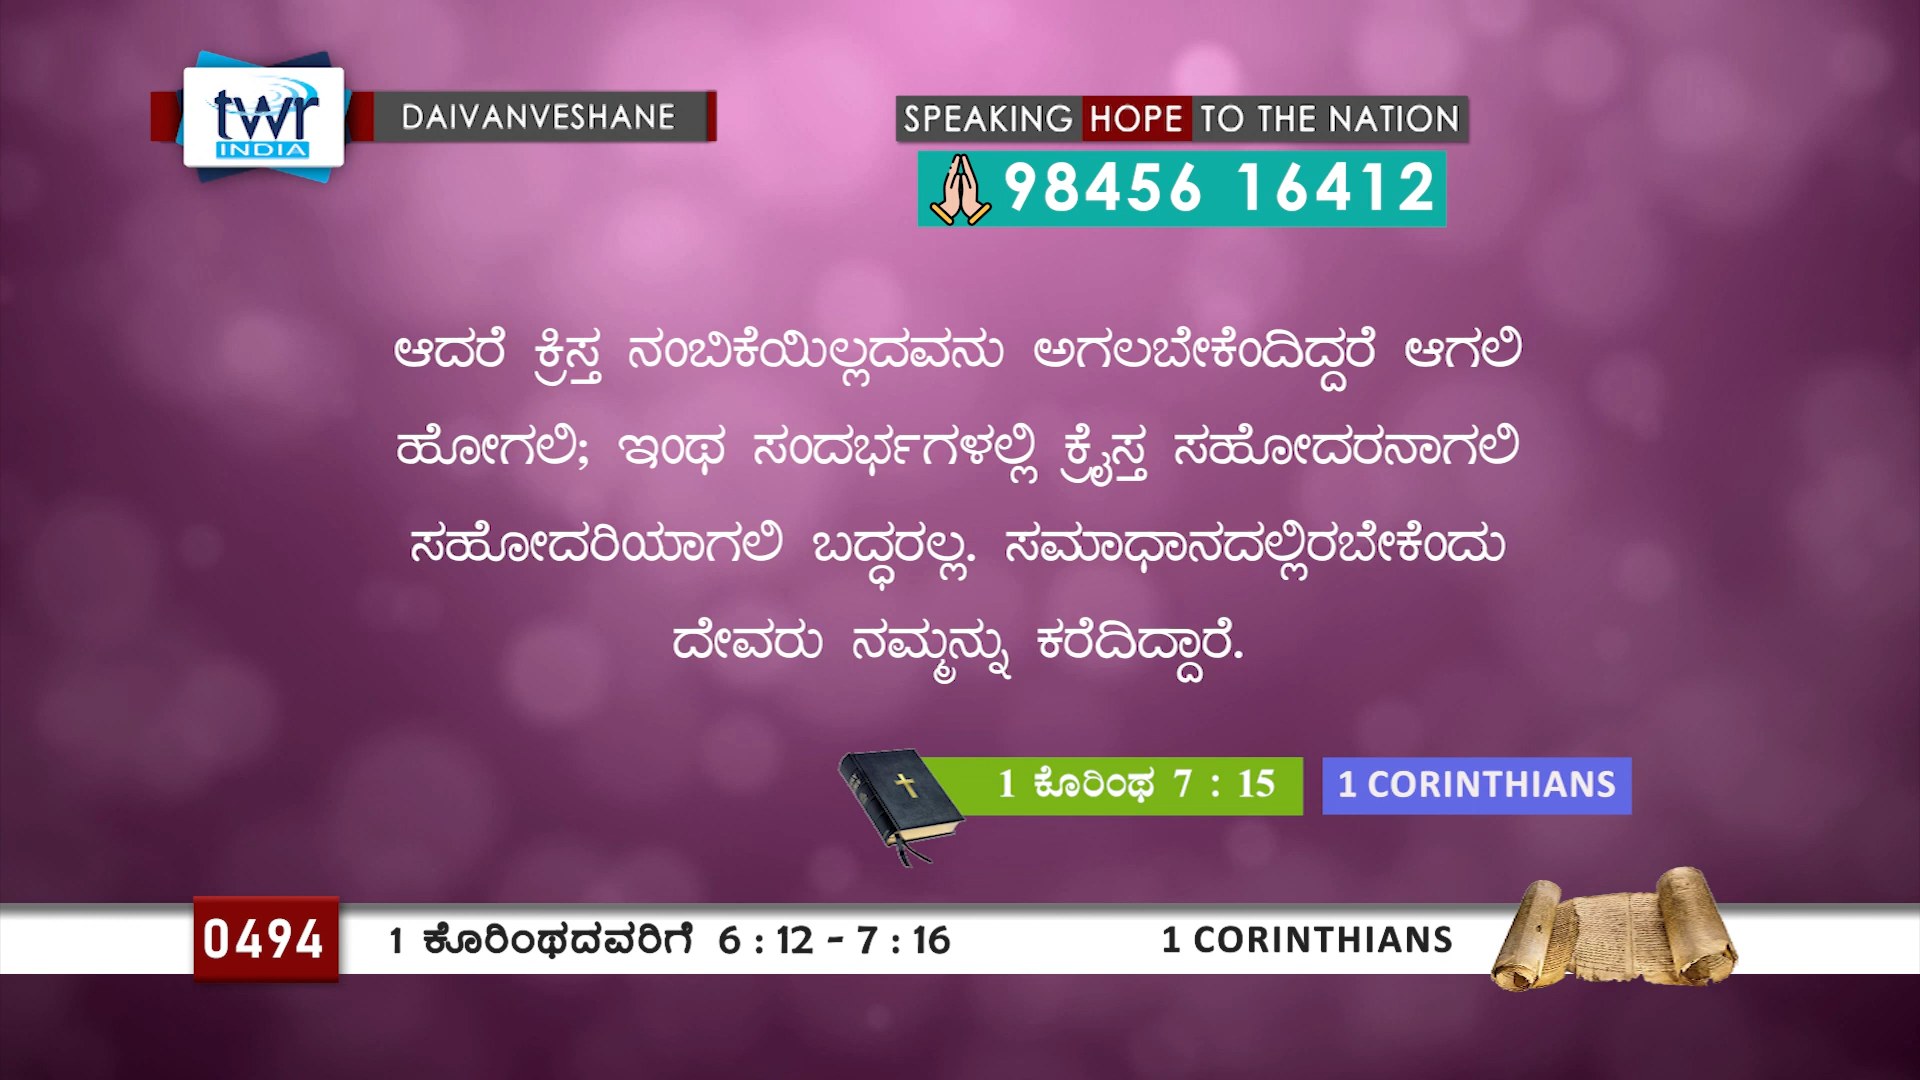 twr
INDIA
DAIVANVESHANE
SPEAKING HOPE TO THE NATION
98456 16412
ಆದರೆ ಕ್ರಿಸ್ತ ನಂಬಿಕೆಯಿಲ್ಲದವನು ಅಗಲಬೇಕೆಂದಿದ್ದರೆ ಆಗಲಿ
ಹೋಗಲಿ; ಇಂಥ ಸಂದರ್ಭಗಳಲ್ಲಿ ಕ್ರೈಸ್ತ ಸಹೋದರನಾಗಲಿ
ಸಹೋದರಿಯಾಗಲಿ ಬದ್ಧರಲ್ಲ. ಸಮಾಧಾನದಲ್ಲಿರಬೇಕೆಂದು
ದೇವರು ನಮ್ಮನ್ನು ಕರೆದಿದ್ದಾರೆ.
1 ಕೊರಿಂಥ 7 : 15
1 CORINTHIANS
0494
1 ಕೊರಿಂಥದವರಿಗೆ 6 : 12 - 7 : 16
1 CORINTHIANS